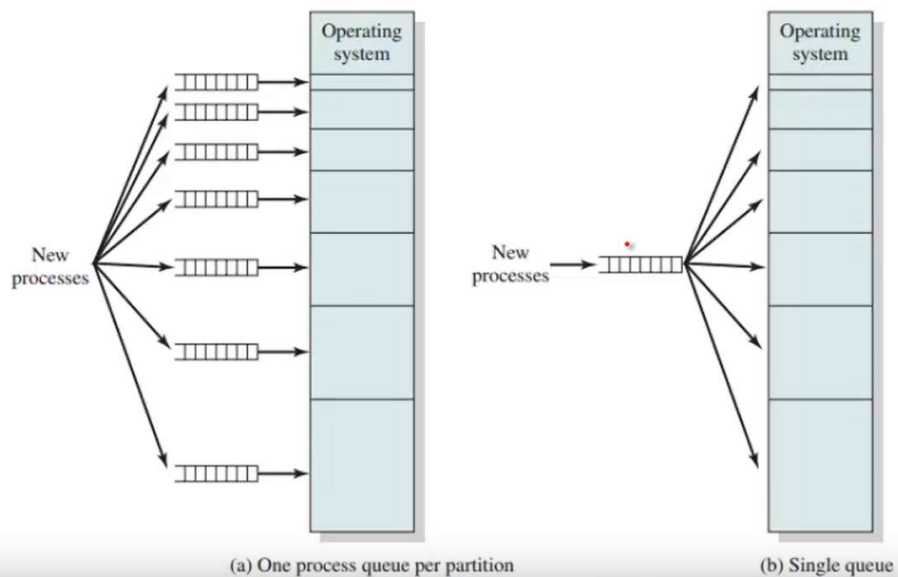 Operating
system
New
processes
(a) One process queue per partition
Operating
system
New
processes
(b) Single queue